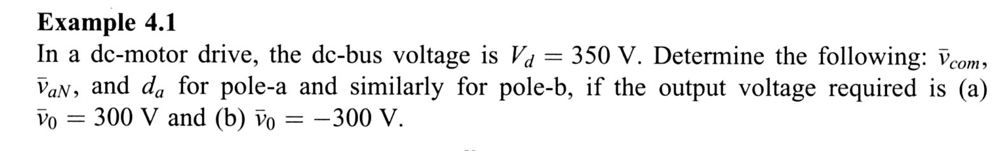 Example 4.1
In a dc-motor drive, the dc-bus voltage is V_d = 350 V. Determine the following: v̄_com,
v̄_aN, and d_a for pole-a and similarly for pole-b, if the output voltage required is (a)
v̄_0 = 300 V and (b) v̄_0 = −300 V.